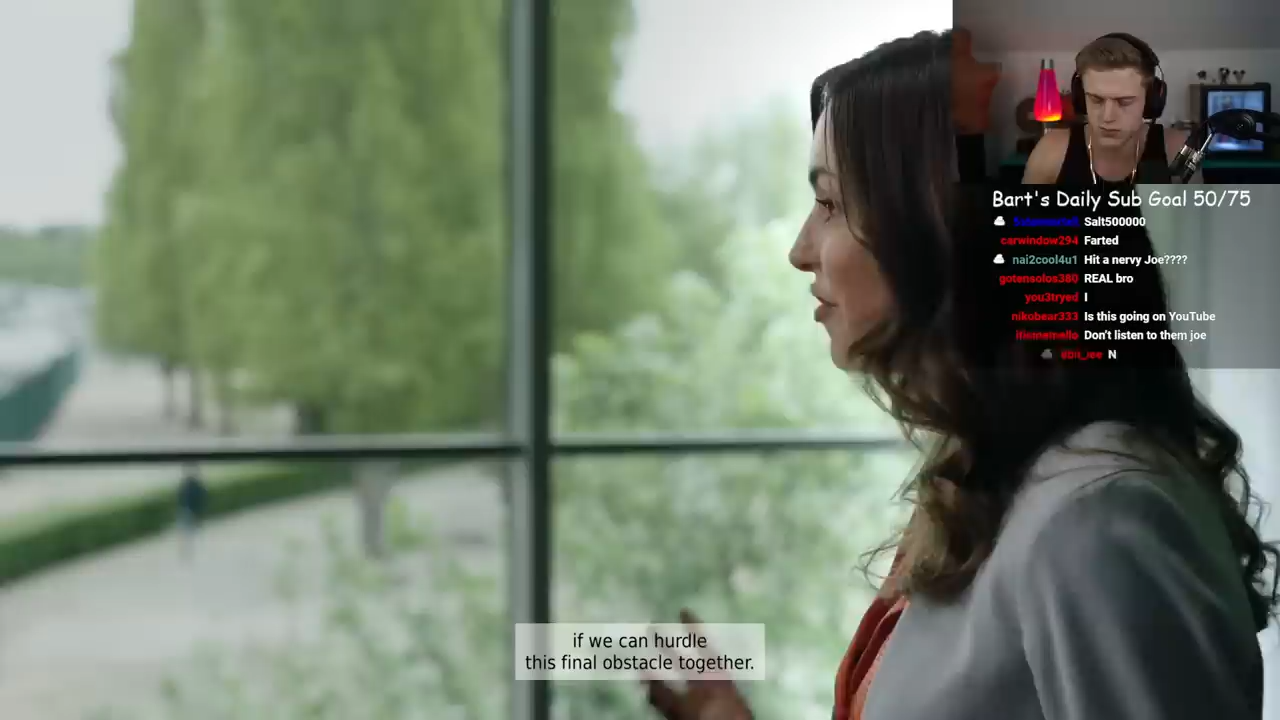 Bart's Daily Sub Goal 50/75
Salt500000
carwindow294 Farted
nai2cool4u1 Hit a nervy Joe????
gotensolos380 REAL bro
you3tryed I
nikobear333 Is this going on YouTube
Don't listen to them joe
N
if we can hurdle
this final obstacle together.